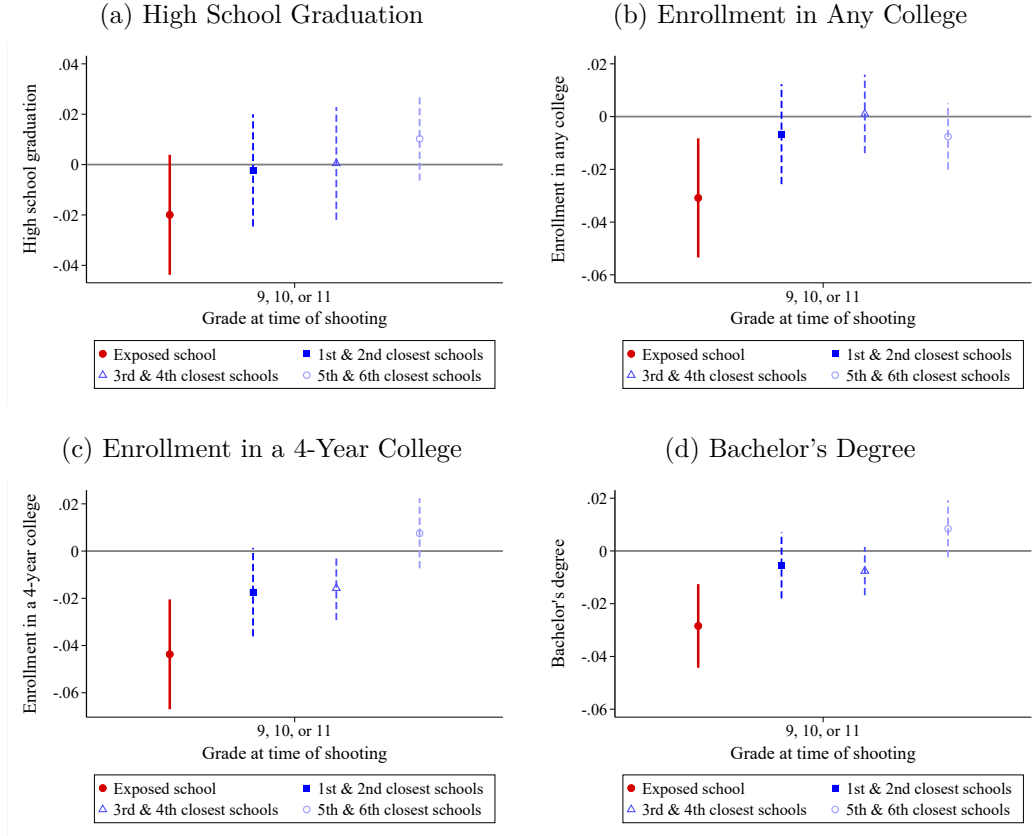 (a) High School Graduation
High school graduation
.04
.02
0
-.02
-.04
9, 10, or 11
Grade at time of shooting
Exposed school
1st & 2nd closest schools
3rd & 4th closest schools
5th & 6th closest schools
(b) Enrollment in Any College
Enrollment in any college
.02
0
-.02
-.04
-.06
9, 10, or 11
Grade at time of shooting
Exposed school
1st & 2nd closest schools
3rd & 4th closest schools
5th & 6th closest schools
(c) Enrollment in a 4-Year College
Enrollment in a 4-year college
.02
0
-.02
-.04
-.06
9, 10, or 11
Grade at time of shooting
Exposed school
1st & 2nd closest schools
3rd & 4th closest schools
5th & 6th closest schools
(d) Bachelor's Degree
Bachelor's degree
.02
0
-.02
-.04
-.06
9, 10, or 11
Grade at time of shooting
Exposed school
1st & 2nd closest schools
3rd & 4th closest schools
5th & 6th closest schools